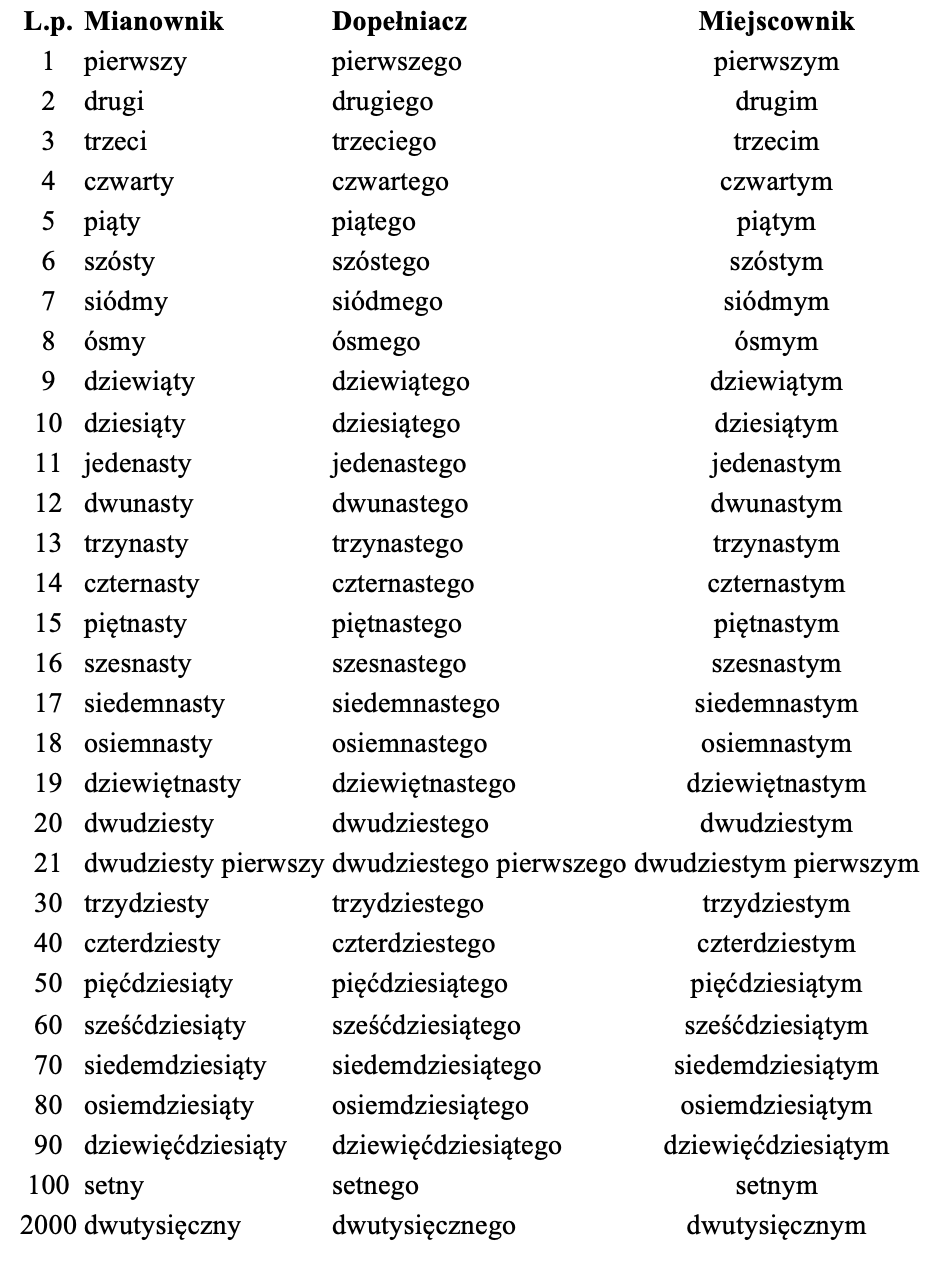 L.p. Mianownik Dopełniacz Miejscownik
1 pierwszy pierwszego pierwszym
2 drugi drugiego drugim
3 trzeci trzeciego trzecim
4 czwarty czwartego czwartym
5 piąty piątego piątym
6 szósty szóstego szóstym
7 siódmy siódmego siódmym
8 ósmy ósmego ósmym
9 dziewiąty dziewiątego dziewiątym
10 dziesiąty dziesiątego dziesiątym
11 jedenasty jedenastego jedenastym
12 dwunasty dwunastego dwunastym
13 trzynasty trzynastego trzynastym
14 czternasty czternastego czternastym
15 piętnasty piętnastego piętnastym
16 szesnasty szesnastego szesnastym
17 siedemnasty siedemnastego siedemnastym
18 osiemnasty osiemnastego osiemnastym
19 dziewiętnasty dziewiętnastego dziewiętnastym
20 dwudziesty dwudziestego dwudziestym
21 dwudziesty pierwszy dwudziestego pierwszego dwudziestym pierwszym
30 trzydziesty trzydziestego trzydziestym
40 czterdziesty czterdziestego czterdziestym
50 pięćdziesiąty pięćdziesiątego pięćdziesiątym
60 sześćdziesiąty sześćdziesiątego sześćdziesiątym
70 siedemdziesiąty siedemdziesiątego siedemdziesiątym
80 osiemdziesiąty osiemdziesiątego osiemdziesiątym
90 dziewięćdziesiąty dziewięćdziesiątego dziewięćdziesiątym
100 setny setnego setnym
2000 dwutysięczny dwutysięcznego dwutysięcznym